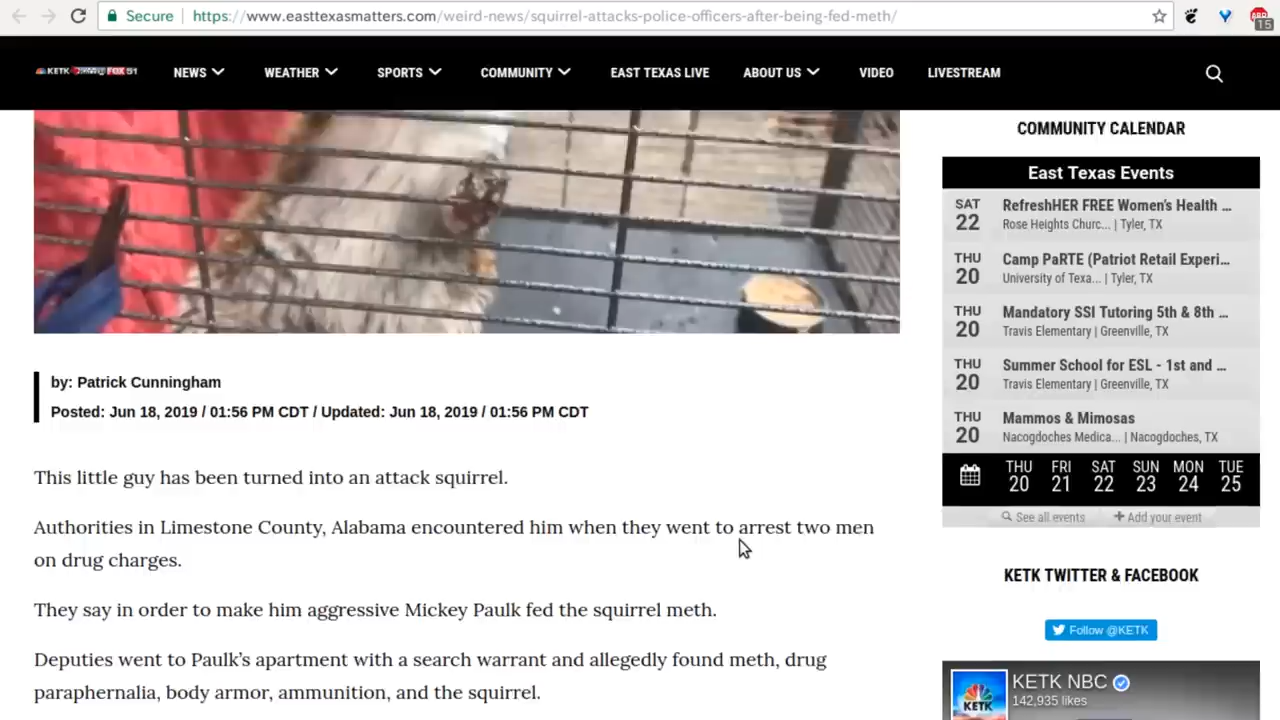 Secure https://www.easttexasmatters.com/weird-news/squirrel-attacks-police-officers-after-being-fed-meth/
15
KETK FOX 51 NEWS WEATHER SPORTS COMMUNITY EAST TEXAS LIVE ABOUT US VIDEO LIVESTREAM
by: Patrick Cunningham
Posted: Jun 18, 2019 / 01:56 PM CDT / Updated: Jun 18, 2019 / 01:56 PM CDT
This little guy has been turned into an attack squirrel.
Authorities in Limestone County, Alabama encountered him when they went to arrest two men
on drug charges.
They say in order to make him aggressive Mickey Paulk fed the squirrel meth.
Deputies went to Paulk’s apartment with a search warrant and allegedly found meth, drug
paraphernalia, body armor, ammunition, and the squirrel.
COMMUNITY CALENDAR
East Texas Events
SAT
22
RefreshHER FREE Women's Health ...
Rose Heights Churc... | Tyler, TX
THU
20
Camp PaRTE (Patriot Retail Experi...
University of Texa... | Tyler, TX
THU
20
Mandatory SSI Tutoring 5th & 8th ...
Travis Elementary | Greenville, TX
THU
20
Summer School for ESL - 1st and ...
Travis Elementary | Greenville, TX
THU
20
Mammos & Mimosas
Nacogdoches Medica... | Nacogdoches, TX
THU FRI SAT SUN MON TUE
20 21 22 23 24 25
See all events + Add your event
KETK TWITTER & FACEBOOK
Follow @KETK
KETK NBC
142,935 likes
KETK